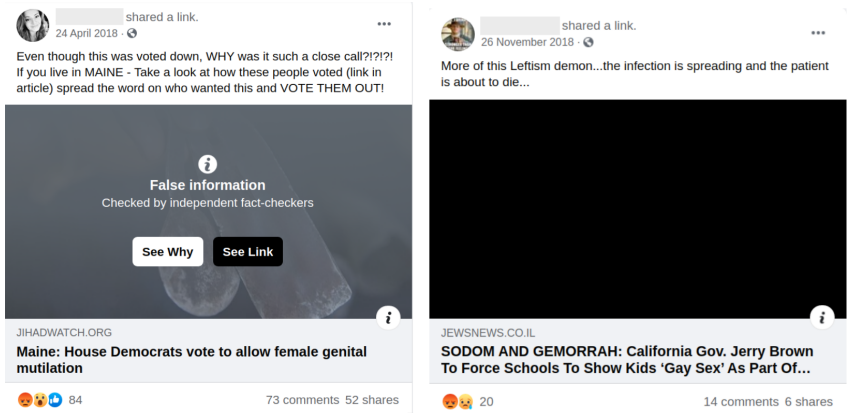 shared a link.
24 April 2018 ·
Even though this was voted down, WHY was it such a close call?!?!?!
If you live in MAINE - Take a look at how these people voted (link in
article) spread the word on who wanted this and VOTE THEM OUT!
False information
Checked by independent fact-checkers
See Why
See Link
JIHADWATCH.ORG
Maine: House Democrats vote to allow female genital
mutilation
84
73 comments 52 shares
shared a link.
26 November 2018 ·
More of this Leftism demon...the infection is spreading and the patient
is about to die...
JEWSNEWS.CO.IL
SODOM AND GEMORRAH: California Gov. Jerry Brown
To Force Schools To Show Kids ‘Gay Sex’ As Part Of...
20
14 comments 6 shares